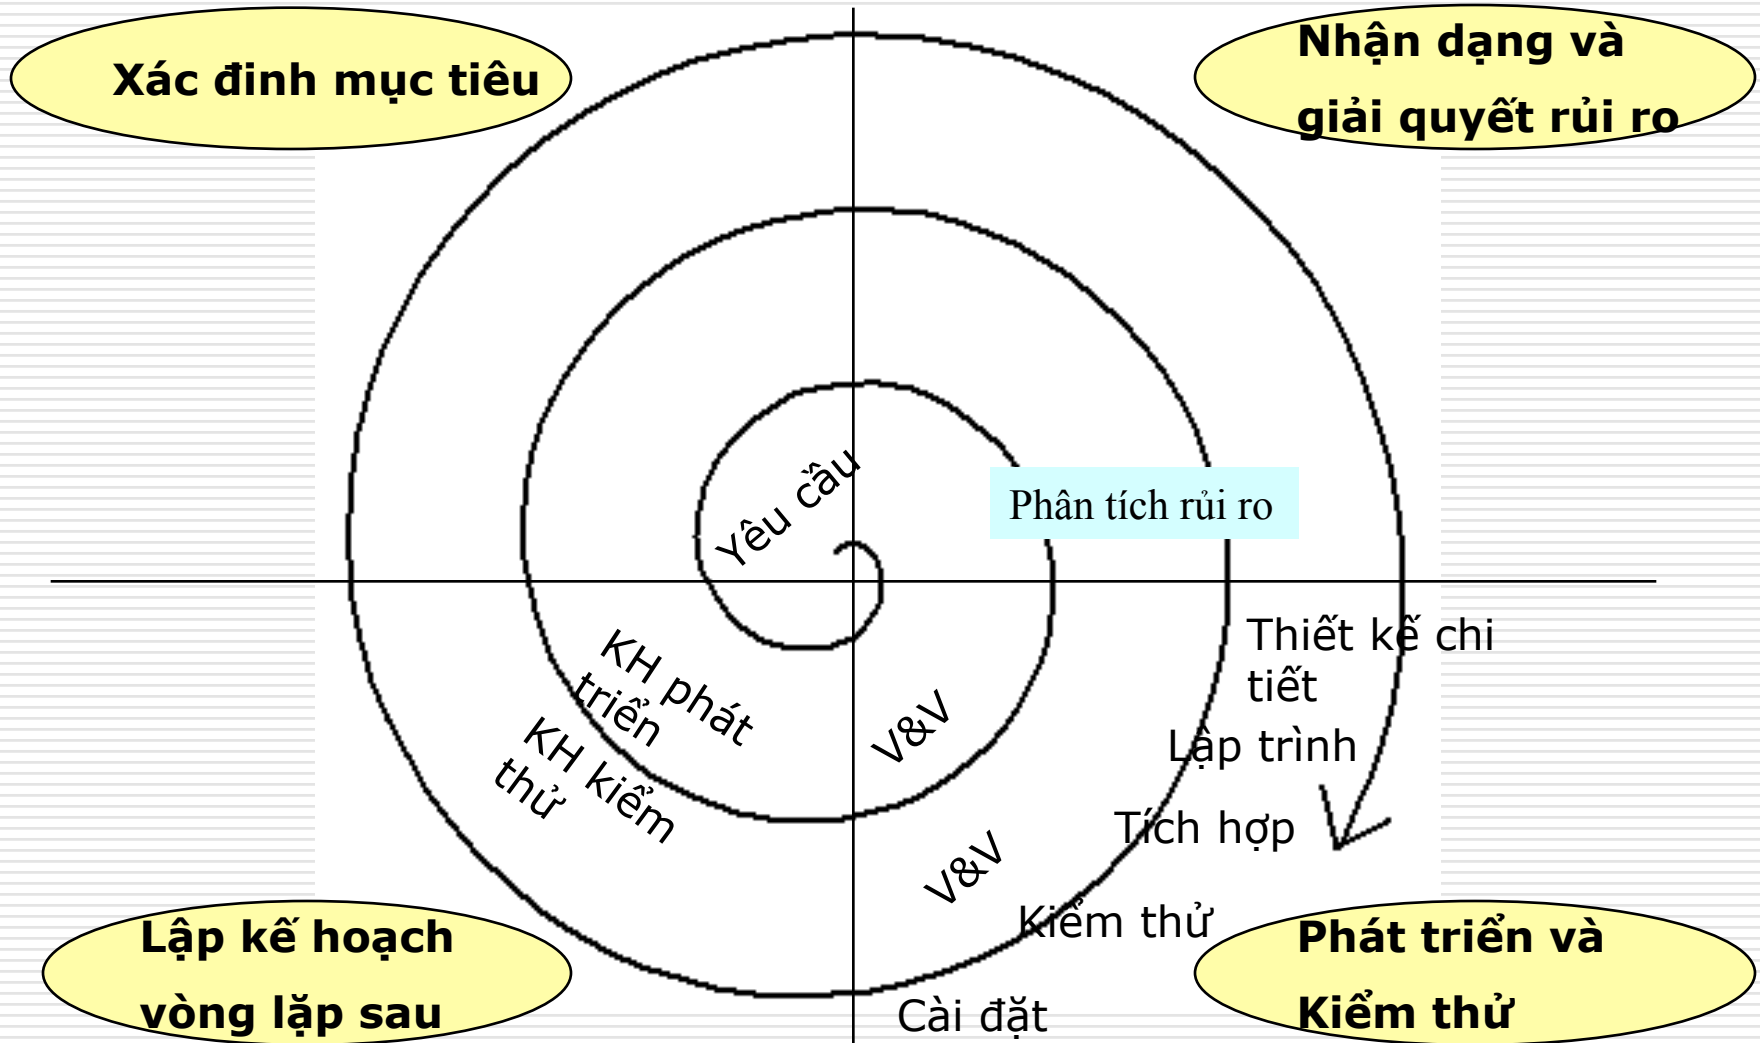 Xác đinh mục tiêu
Nhận dạng và
giải quyết rủi ro
Yêu cầu
Phân tích rủi ro
KH phát
triển
KH kiểm
thử
V&V
V&V
Thiết kế chi
tiết
Lập trình
Tích hợp
Kiểm thử
Cài đặt
Lập kế hoạch
vòng lặp sau
Phát triển và
Kiểm thử